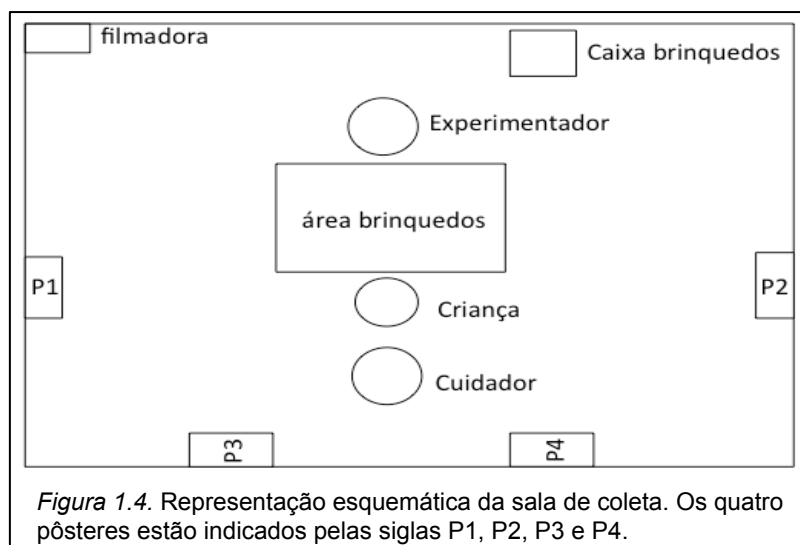 filmadora
Caixa brinquedos
Experimentador
área brinquedos
P1
P2
Criança
Cuidador
P3
P4
Figura 1.4. Representação esquemática da sala de coleta. Os quatro
pôsteres estão indicados pelas siglas P1, P2, P3 e P4.